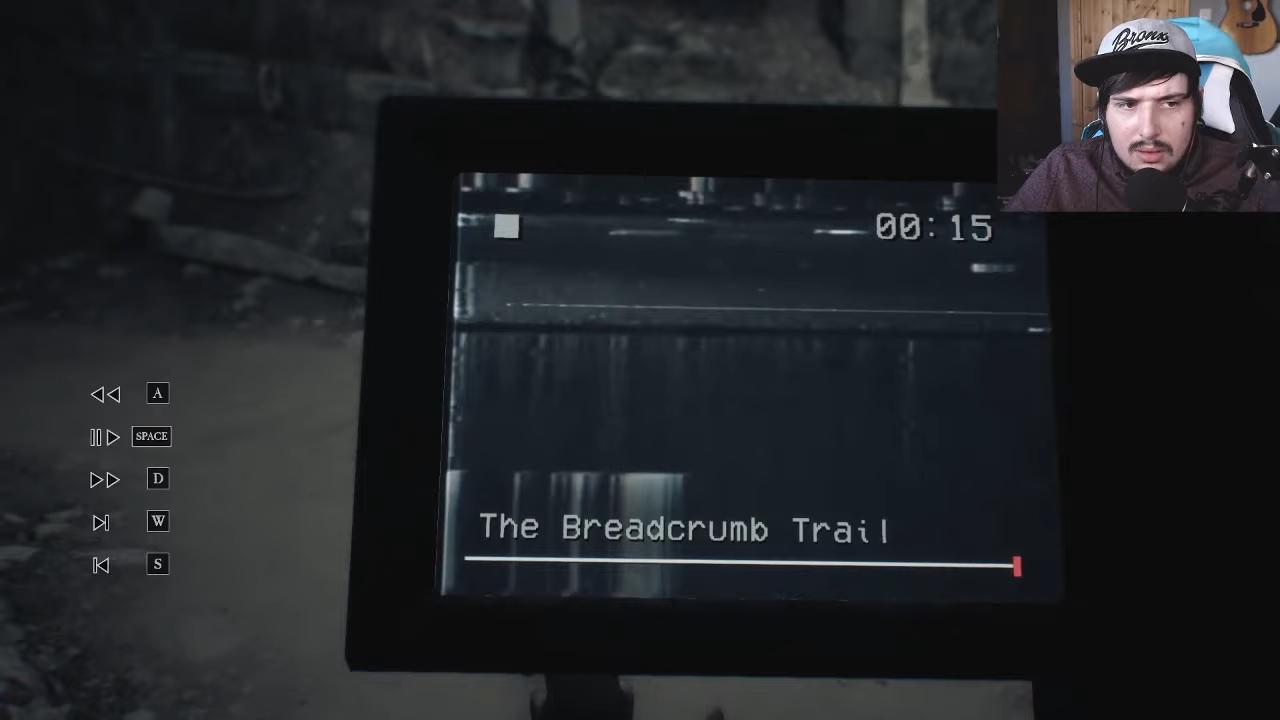 Bronx
00:15
A
SPACE
D
W
S
The Breadcrumb Trail